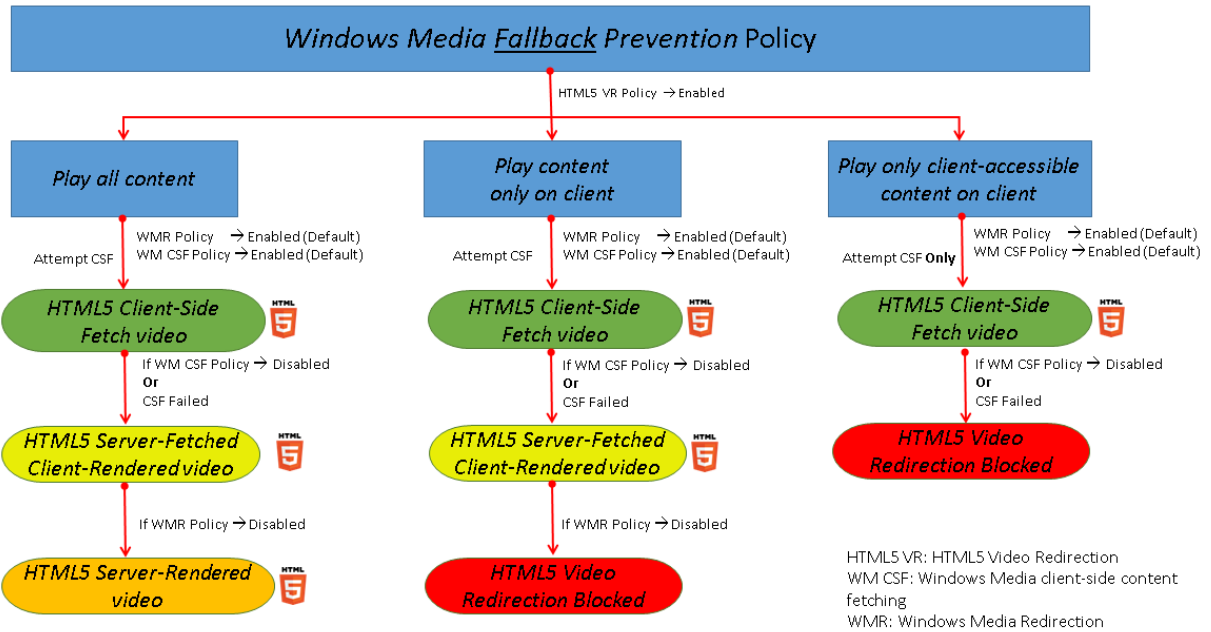 Windows Media Fallback Prevention Policy
HTML5 VR Policy → Enabled
Play all content
WMR Policy → Enabled (Default)
WM CSF Policy → Enabled (Default)
Attempt CSF
HTML5 Client-Side
Fetch video
HTML
5
If WM CSF Policy → Disabled
Or
CSF Failed
HTML5 Server-Fetched
Client-Rendered video
HTML
5
If WMR Policy → Disabled
HTML5 Server-Rendered
video
HTML
5
Play content
only on client
WMR Policy → Enabled (Default)
WM CSF Policy → Enabled (Default)
Attempt CSF
HTML5 Client-Side
Fetch video
HTML
5
If WM CSF Policy → Disabled
Or
CSF Failed
HTML5 Server-Fetched
Client-Rendered video
HTML
5
If WMR Policy → Disabled
HTML5 Video
Redirection Blocked
Play only client-accessible
content on client
WMR Policy → Enabled (Default)
WM CSF Policy → Enabled (Default)
Attempt CSF Only
HTML5 Client-Side
Fetch video
HTML
5
If WM CSF Policy → Disabled
Or
CSF Failed
HTML5 Video
Redirection Blocked
HTML5 VR: HTML5 Video Redirection
WM CSF: Windows Media client-side content
fetching
WMR: Windows Media Redirection